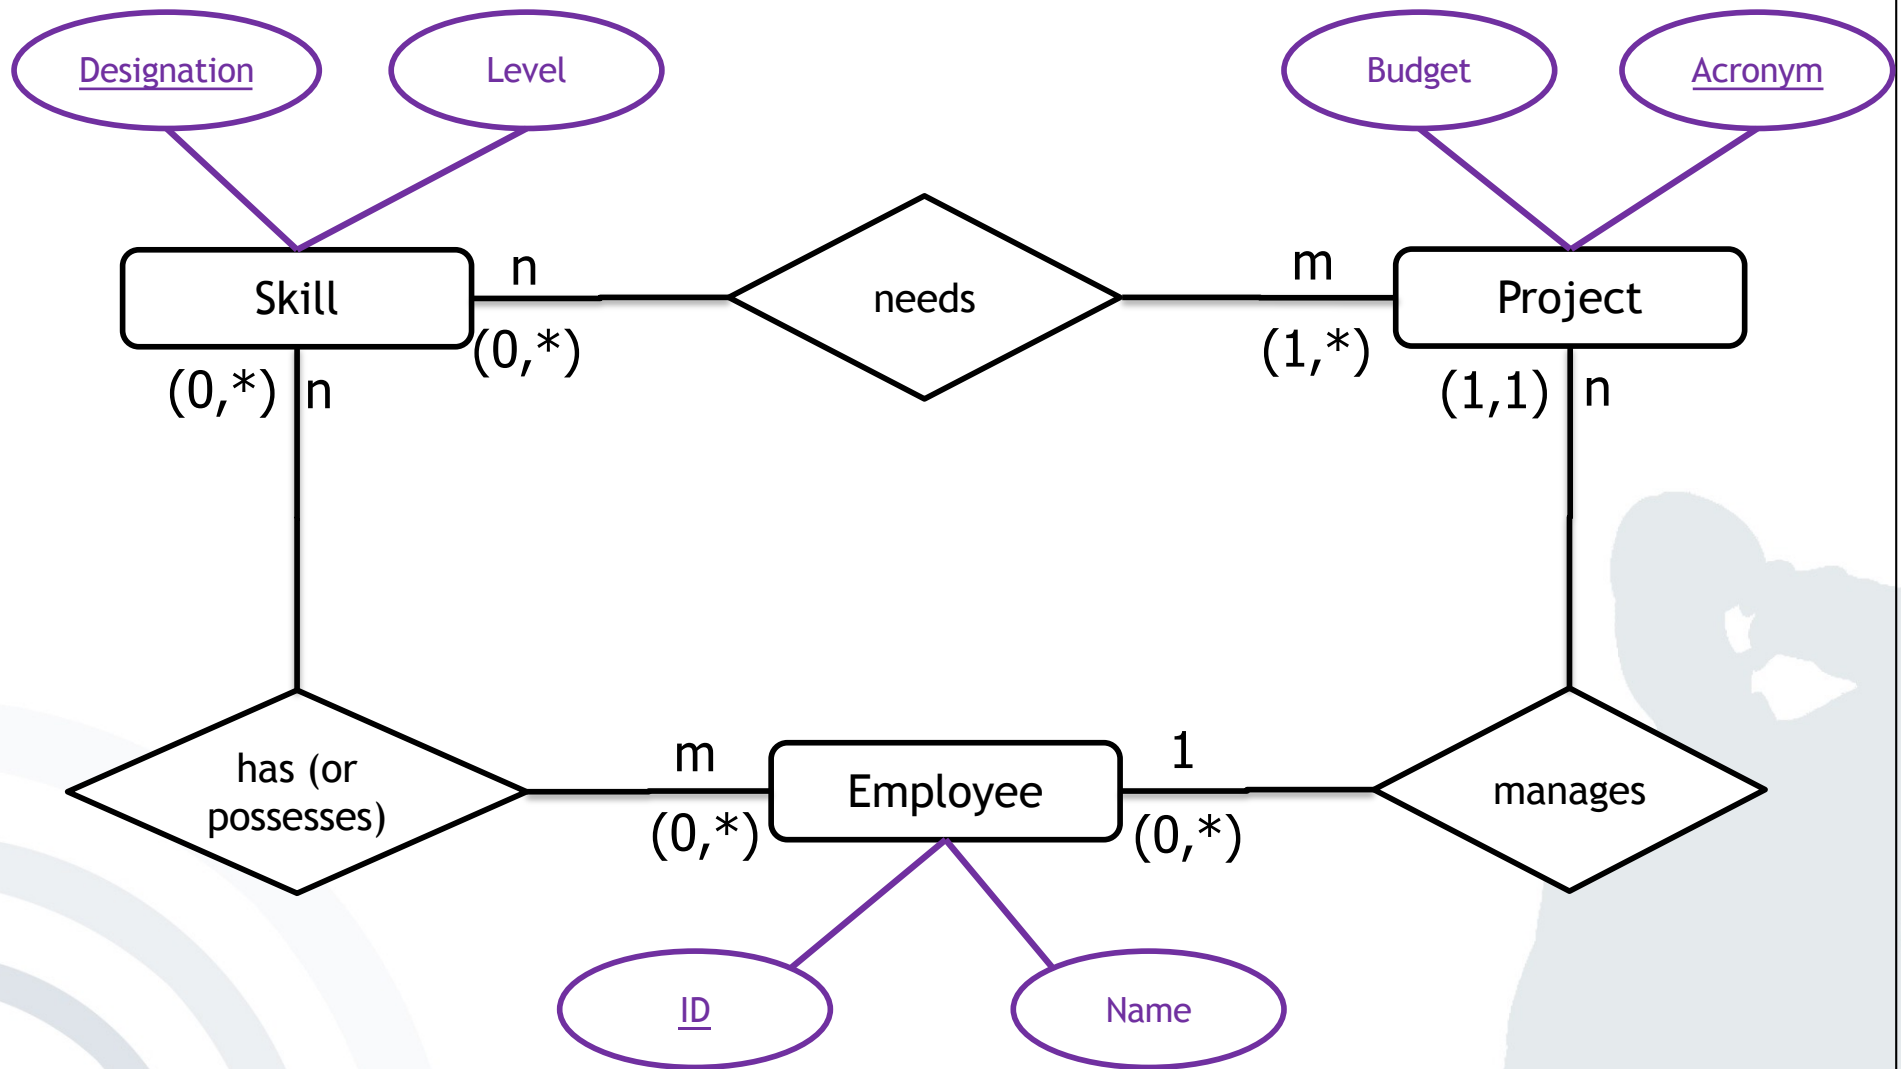 Designation
Level
Budget
Acronym
Skill
n
(0,*)
needs
m
(1,*)
Project
(0,*)
n
(1,1)
n
has (or
possesses)
m
(0,*)
Employee
1
(0,*)
manages
ID
Name